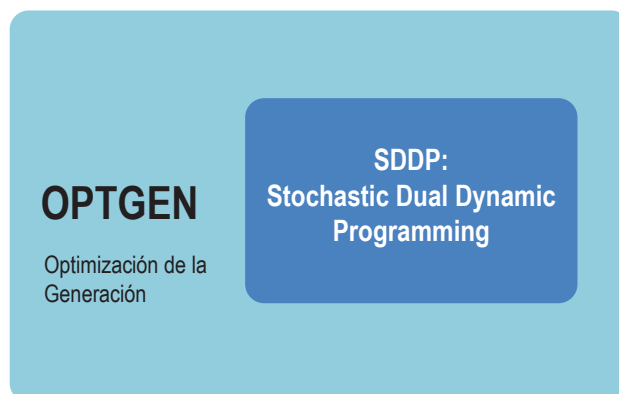 OPTGEN
Optimización de la
Generación
SDDP:
Stochastic Dual Dynamic
Programming